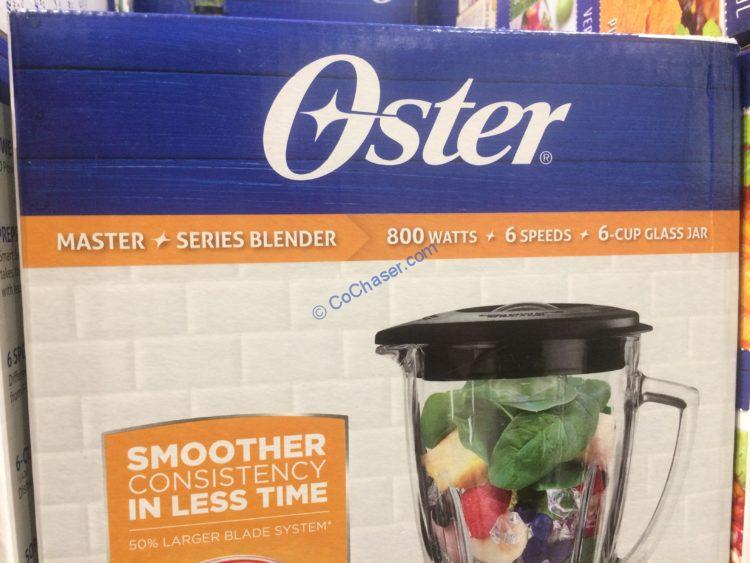 Oster®
MASTER ✦ SERIES BLENDER
800 WATTS ✦ 6 SPEEDS ✦ 6-CUP GLASS JAR
© CoChaser.com
SMOOTHER
CONSISTENCY
IN LESS TIME
50% LARGER BLADE SYSTEM*